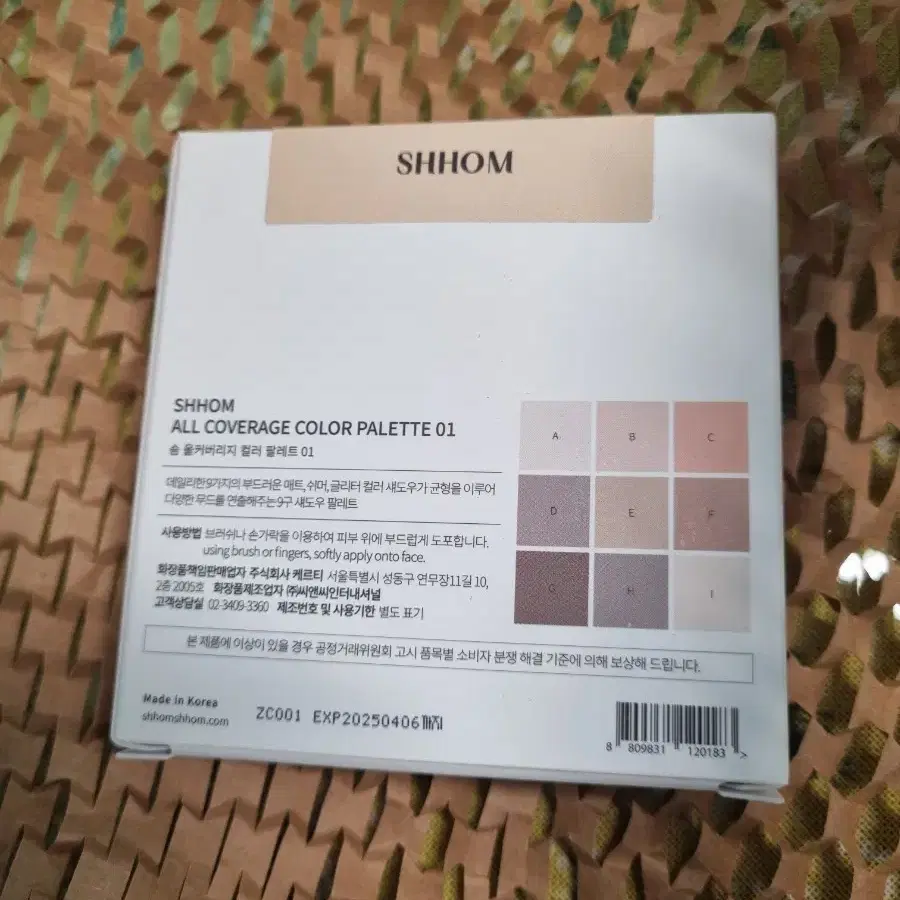 SHHOM
SHHOM
ALL COVERAGE COLOR PALETTE 01
숌 올커버리지 컬러 팔레트 01
데일리한 9가지의 부드러운 매트, 쉬머, 글리터 컬러 섀도우가 균형을 이루어
다양한 무드를 연출해주는 9구 섀도우 팔레트
사용방법 브러쉬나 손가락을 이용하여 피부 위에 부드럽게 도포합니다.
using brush or fingers, softly apply onto face.
화장품책임판매업자 주식회사 케르티 서울특별시 성동구 연무장11길 10,
2층 2005호 화장품제조업자 ㈜씨앤씨인터내셔널
고객상담실 02-3409-3360 제조번호 및 사용기한 별도 표기
A B C
D E F
G H I
본 제품에 이상이 있을 경우 공정거래위원회 고시 품목별 소비자 분쟁 해결 기준에 의해 보상해 드립니다.
Made in Korea
shhomshhom.com
ZC001 EXP20250406까지
8 809831 120183 >